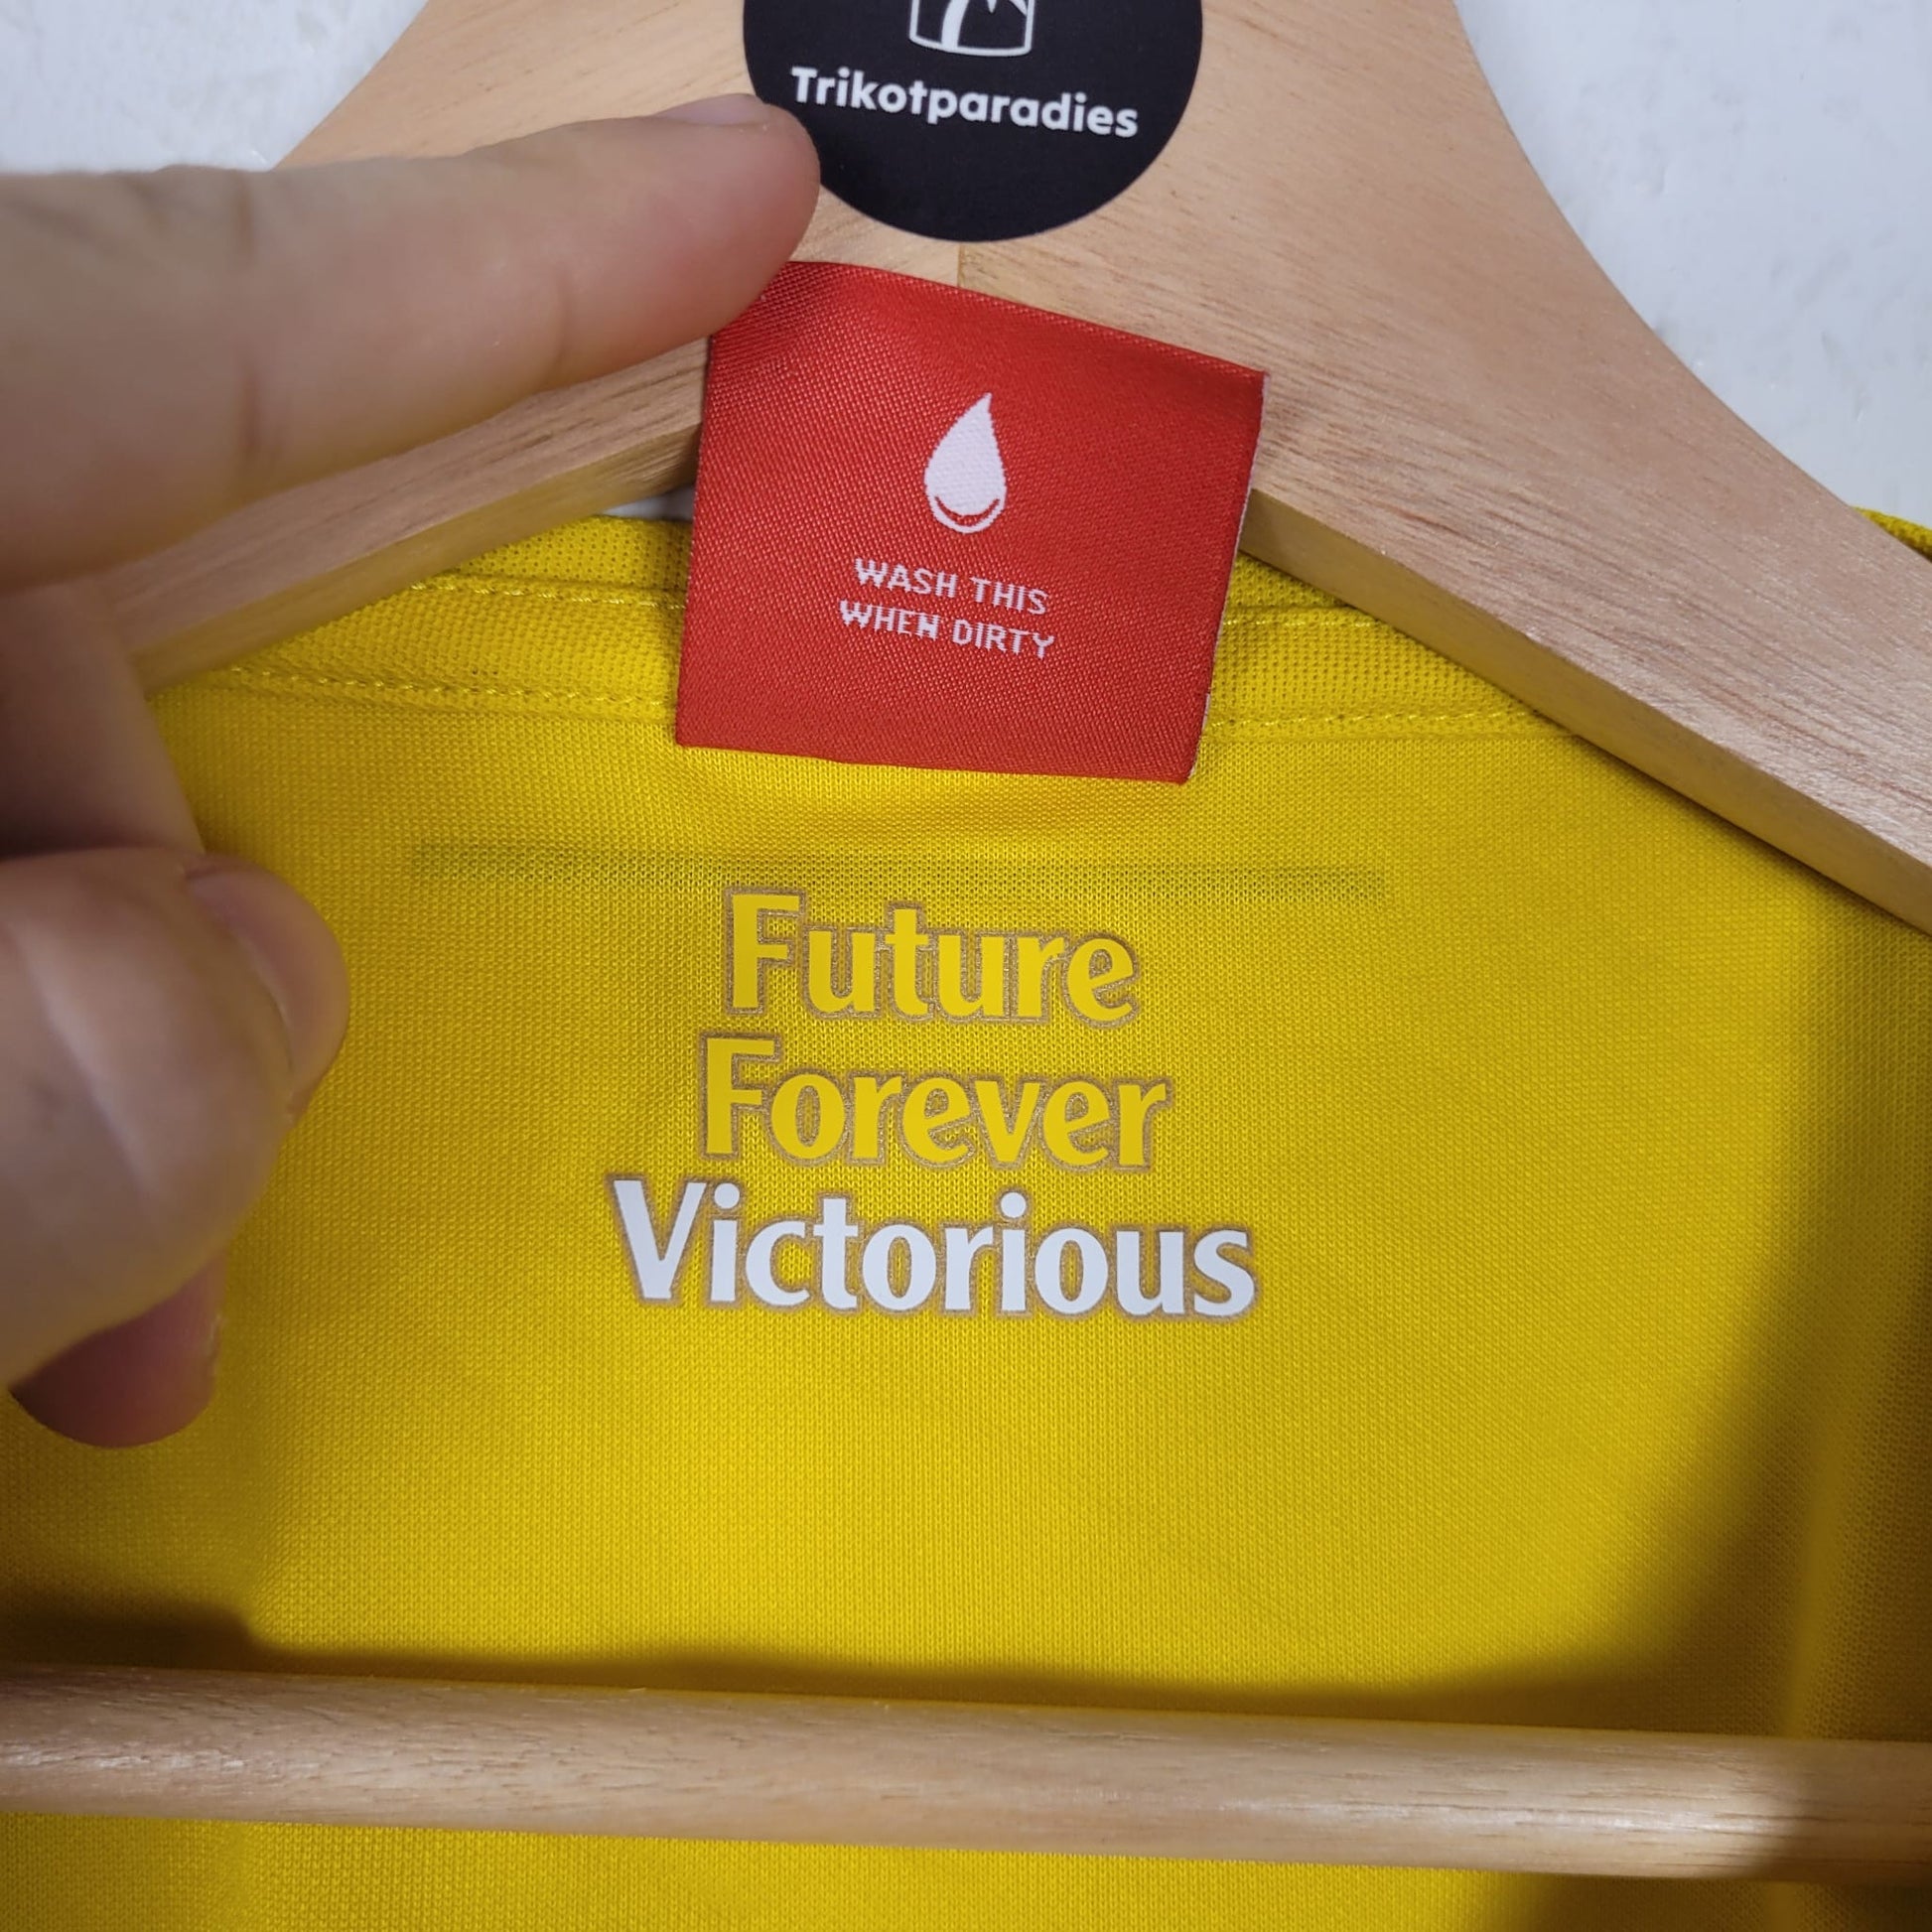 Trikotparadies
WASH THIS
WHEN DIRTY
Future
Forever
Victorious